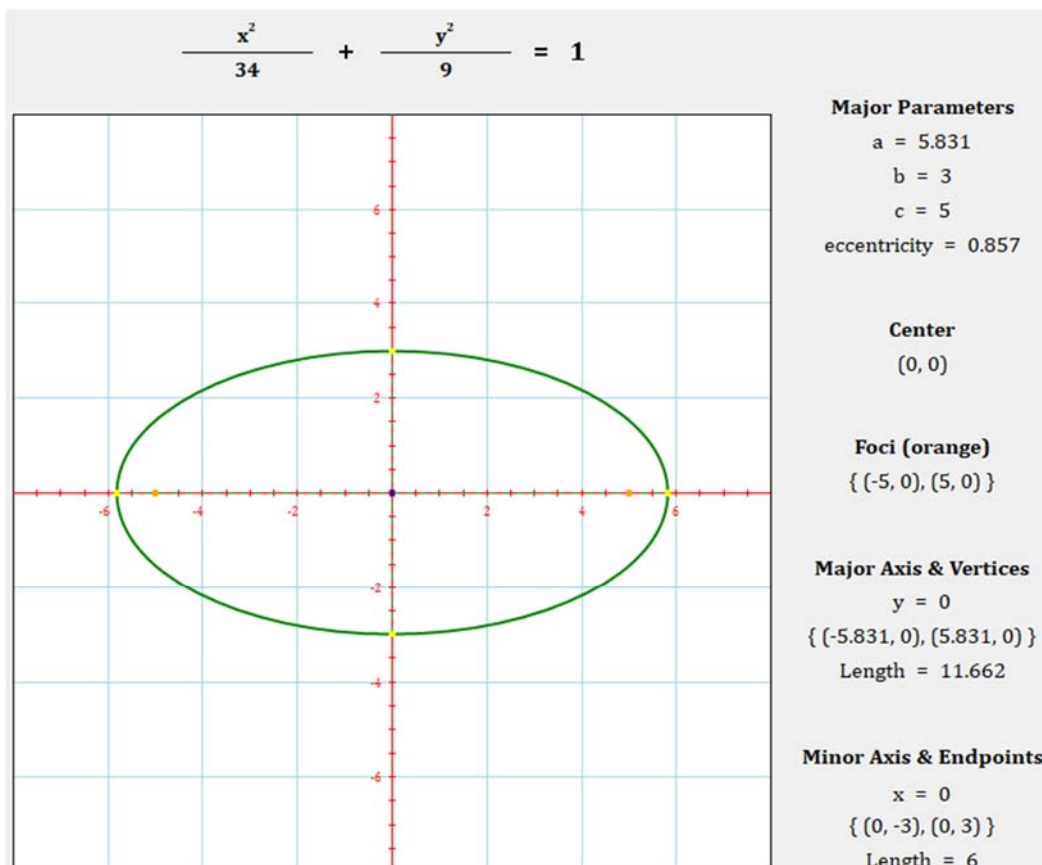 x²/34 + y²/9 = 1
6
4
2
-6
-4
-2
2
4
6
-2
-4
-6
Major Parameters
a = 5.831
b = 3
c = 5
eccentricity = 0.857
Center
(0, 0)
Foci (orange)
{ (-5, 0), (5, 0) }
Major Axis & Vertices
y = 0
{ (-5.831, 0), (5.831, 0) }
Length = 11.662
Minor Axis & Endpoints
x = 0
{ (0, -3), (0, 3) }
Length = 6